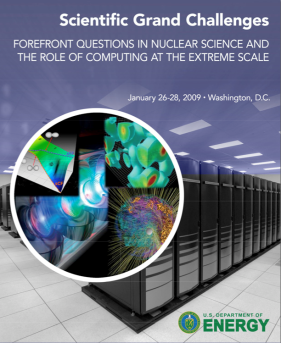 Scientific Grand Challenges
FOREFRONT QUESTIONS IN NUCLEAR SCIENCE AND
THE ROLE OF COMPUTING AT THE EXTREME SCALE
January 26-28, 2009 • Washington, D.C.
U.S. DEPARTMENT OF
ENERGY